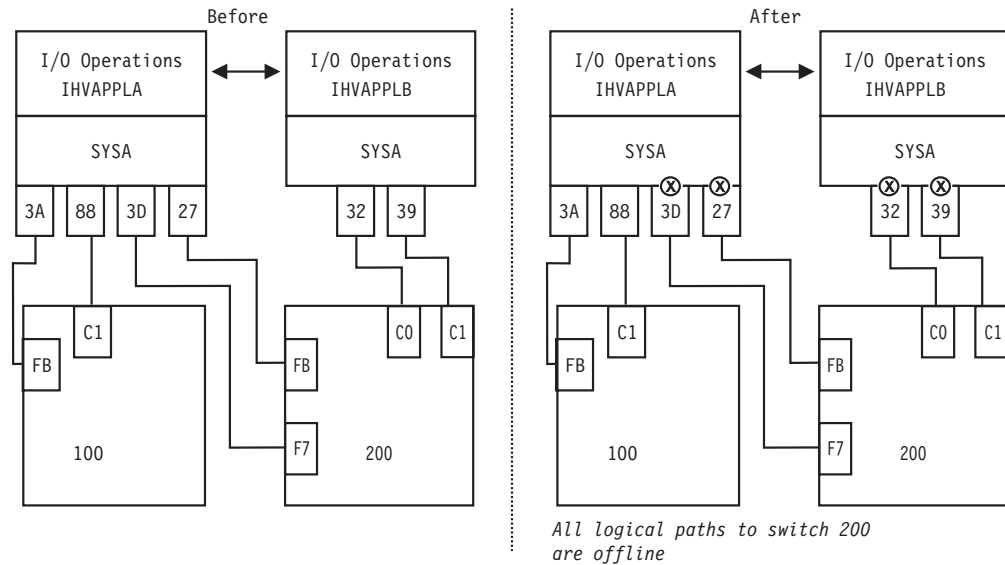 Before
I/O Operations
IHVAPPLA
I/O Operations
IHVAPPLB
SYSA
SYSA
3A 88 3D 27
32 39
C1
C0 C1
FB
FB
F7
100
200
After
I/O Operations
IHVAPPLA
I/O Operations
IHVAPPLB
SYSA
SYSA
X X
X X
3A 88 3D 27
32 39
C1
C0 C1
FB
FB
F7
100
200
All logical paths to switch 200
are offline